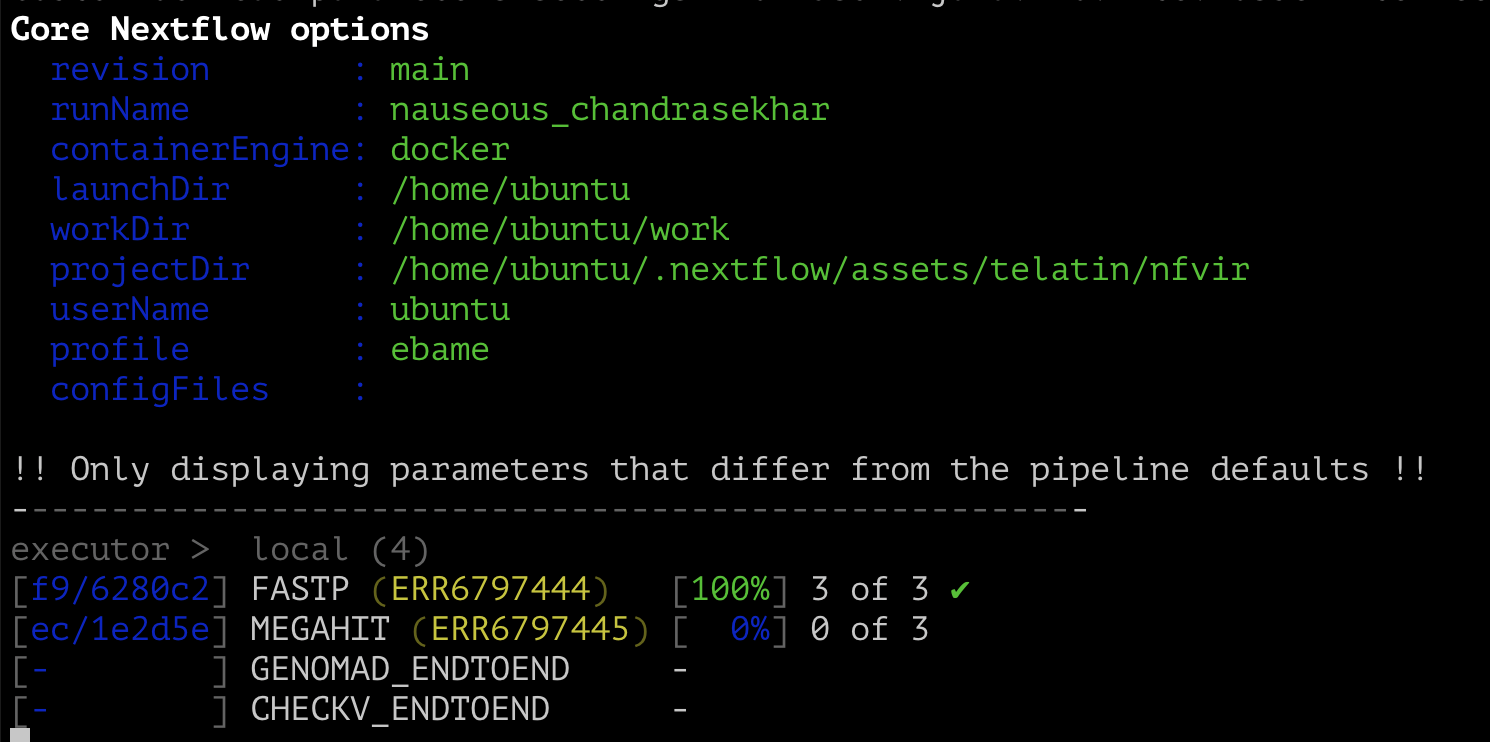 Core Nextflow options
revision : main
runName : nauseous_chandrasekhar
containerEngine: docker
launchDir : /home/ubuntu
workDir : /home/ubuntu/work
projectDir : /home/ubuntu/.nextflow/assets/telatin/nfvir
userName : ubuntu
profile : ebame
configFiles :
!! Only displaying parameters that differ from the pipeline defaults !!
------------------------------------------------------
executor > local (4)
[f9/6280c2] FASTP (ERR6797444) [100%] 3 of 3 ✔
[ec/1e2d5e] MEGAHIT (ERR6797445) [ 0%] 0 of 3
[- ] GENOMAD_ENDTOEND -
[- ] CHECKV_ENDTOEND -